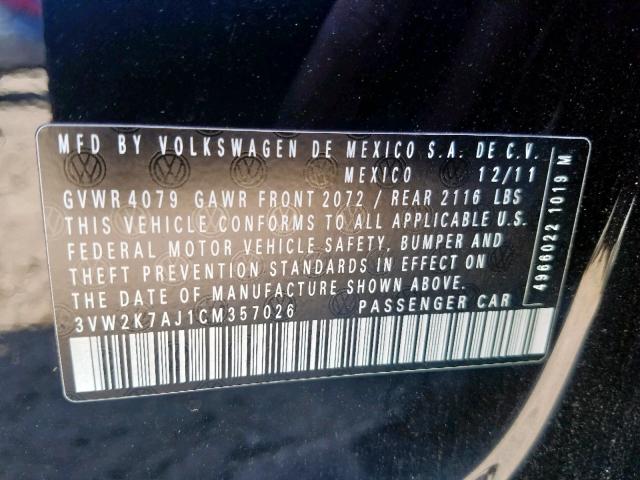 MFD BY VOLKSWAGEN DE MEXICO S.A. DE C.V.
MEXICO 12/11
GVWR 4079 GAWR FRONT 2072 / REAR 2116 LBS
THIS VEHICLE CONFORMS TO ALL APPLICABLE U.S.
FEDERAL MOTOR VEHICLE SAFETY, BUMPER AND
THEFT PREVENTION STANDARDS IN EFFECT ON
THE DATE OF MANUFACTURE SHOWN ABOVE.
3VW2K7AJ1CM357026 PASSENGER CAR
4966022 1019 M